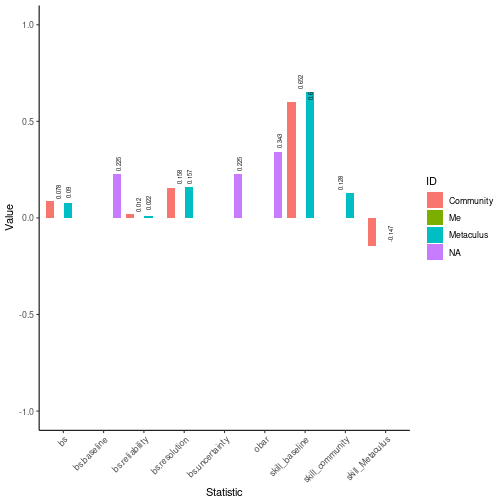 1.0
0.5
0.0
-0.5
-1.0
Value
0.078
0.09
0.225
0.012
0.022
0.158
0.157
0.225
0.343
0.652
0.6
0.128
-0.147
bs
bs.baseline
bs.reliability
bs.resolution
bs.uncertainty
obar
skill_baseline
skill_community
skill_Metaculus
Statistic
ID
Community
Me
Metaculus
NA